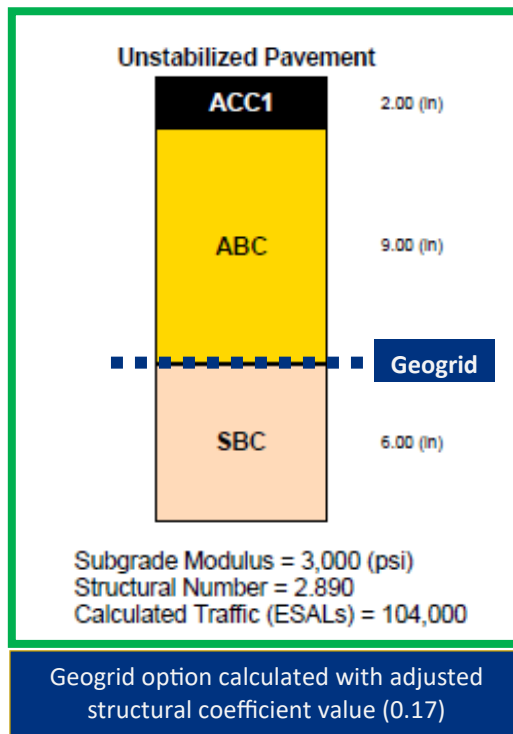 Unstabilized Pavement
ACC1 2.00 (in)
ABC 9.00 (in)
Geogrid
SBC 6.00 (in)
Subgrade Modulus = 3,000 (psi)
Structural Number = 2.890
Calculated Traffic (ESALs) = 104,000
Geogrid option calculated with adjusted
structural coefficient value (0.17)